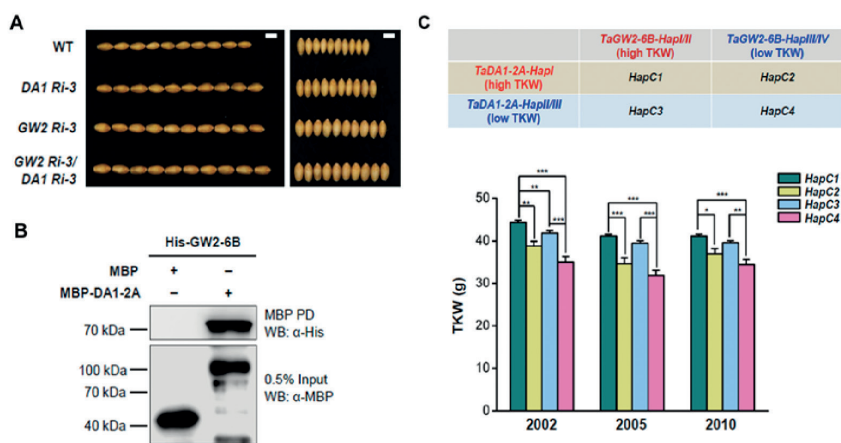 A
WT
DA1 Ri-3
GW2 Ri-3
GW2 Ri-3/
DA1 Ri-3
B
His-GW2-6B
MBP + –
MBP-DA1-2A – +
70 kDa
MBP PD
WB: α-His
100 kDa
70 kDa
40 kDa
0.5% Input
WB: α-MBP
C
TaGW2-6B-HapI/II
(high TKW)
TaGW2-6B-HapIII/IV
(low TKW)
TaDA1-2A-HapI
(high TKW)
HapC1
HapC2
TaDA1-2A-HapII/III
(low TKW)
HapC3
HapC4
HapC1
HapC2
HapC3
HapC4
TKW (g)
50
40
30
20
10
0
***
**
**
***
***
***
***
***
*
**
2002
2005
2010